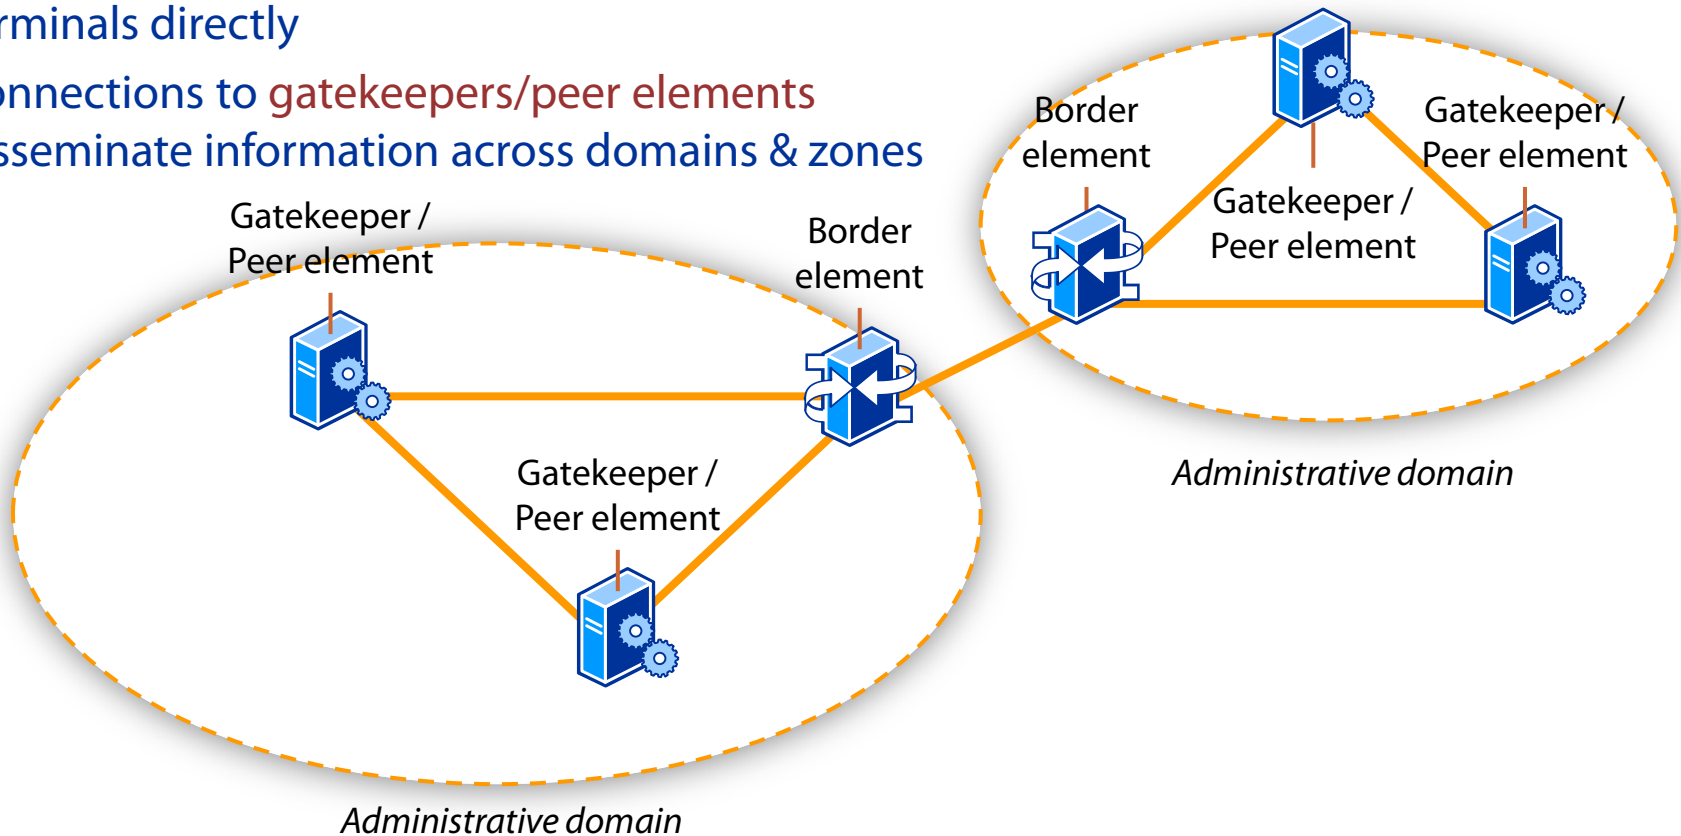 rminals directly
onnections to gatekeepers/peer elements
sseminate information across domains & zones
Gatekeeper /
Peer element
Border
element
Gatekeeper /
Peer element
Administrative domain
Border
element
Gatekeeper /
Peer element
Gatekeeper /
Peer element
Administrative domain